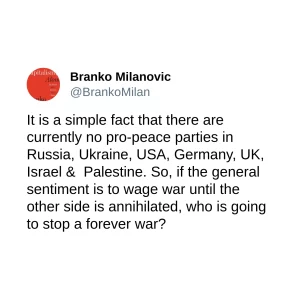 Branko Milanovic
@BrankoMilan
It is a simple fact that there are
currently no pro-peace parties in
Russia, Ukraine, USA, Germany, UK,
Israel &  Palestine. So, if the general
sentiment is to wage war until the
other side is annihilated, who is going
to stop a forever war?